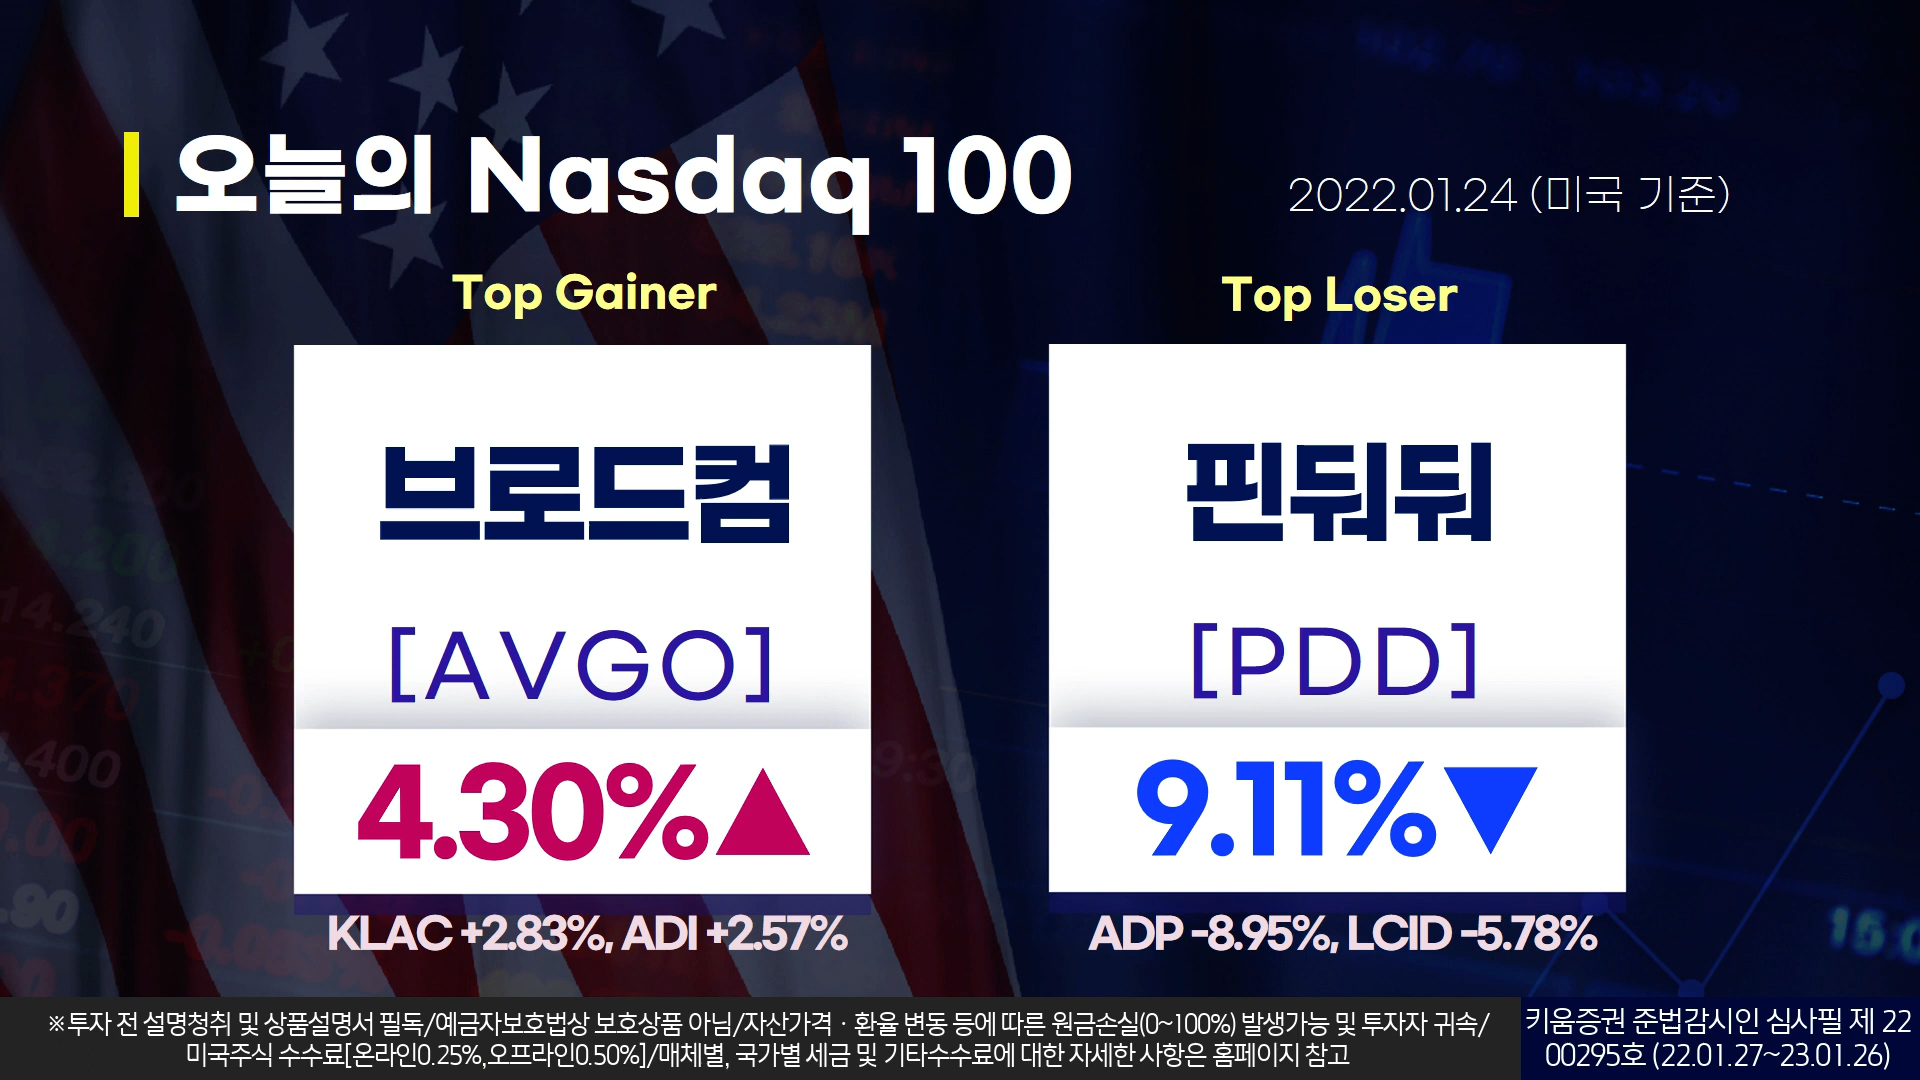 오늘의 Nasdaq 100
2022.01.24 (미국 기준)
Top Gainer
브로드컴
[AVGO]
4.30%▲
KLAC +2.83%, ADI +2.57%
Top Loser
핀둬둬
[PDD]
9.11%▼
ADP -8.95%, LCID -5.78%
※투자 전 설명청취 및 상품설명서 필독/예금자보호법상 보호상품 아님/자산가격 · 환율 변동 등에 따른 원금손실(0~100%) 발생가능 및 투자자 귀속/
미국주식 수수료[온라인0.25%,오프라인0.50%]/매체별, 국가별 세금 및 기타수수료에 대한 자세한 사항은 홈페이지 참고
키움증권 준법감시인 심사필 제 22
00295호 (22.01.27~23.01.26)